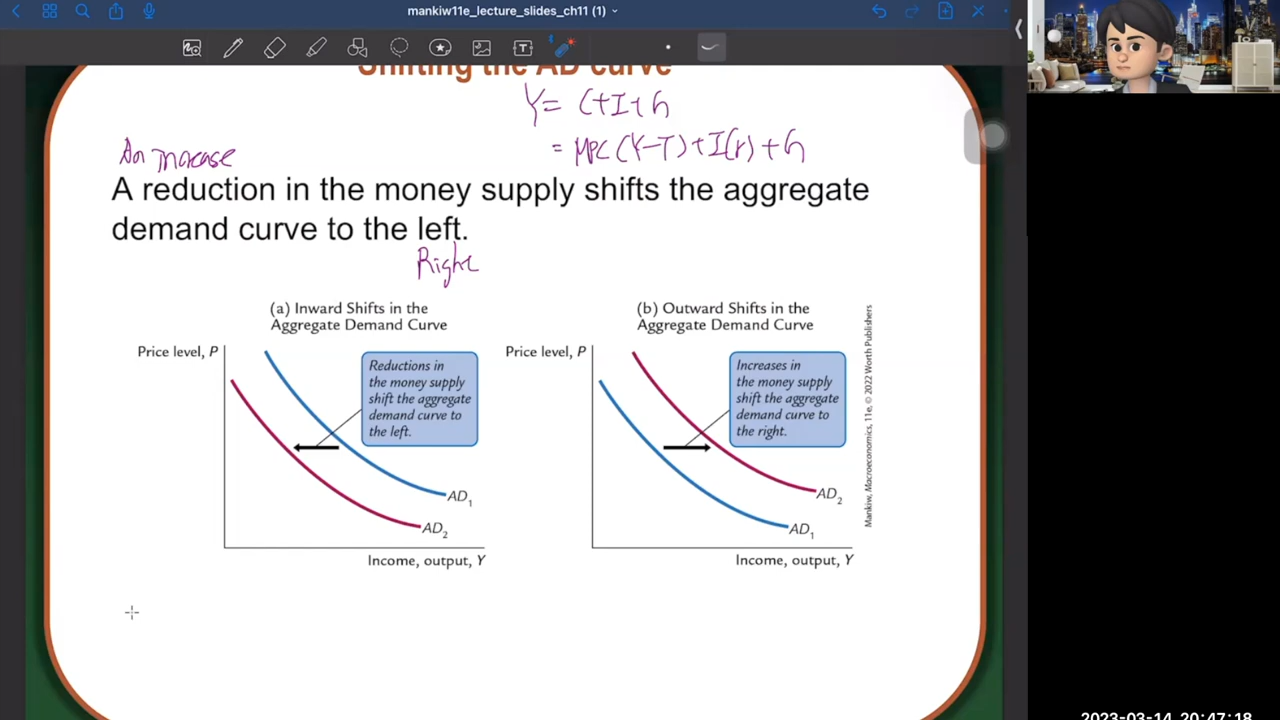 mankiw11e_lecture_slides_ch11 (1)
Shifting the AD curve
Y = C+I+G
= MPC (Y-T)+I(r)+G
An increase
A reduction in the money supply shifts the aggregate
demand curve to the left.
Right
(a) Inward Shifts in the
Aggregate Demand Curve
Price level, P
Reductions in
the money supply
shift the aggregate
demand curve to
the left.
AD1
AD2
Income, output, Y
(b) Outward Shifts in the
Aggregate Demand Curve
Price level, P
Increases in
the money supply
shift the aggregate
demand curve to
the right.
AD2
AD1
Income, output, Y
Mankiw, Macroeconomics, 11e, © 2022 Worth Publishers
2023-03-14 20:47:18